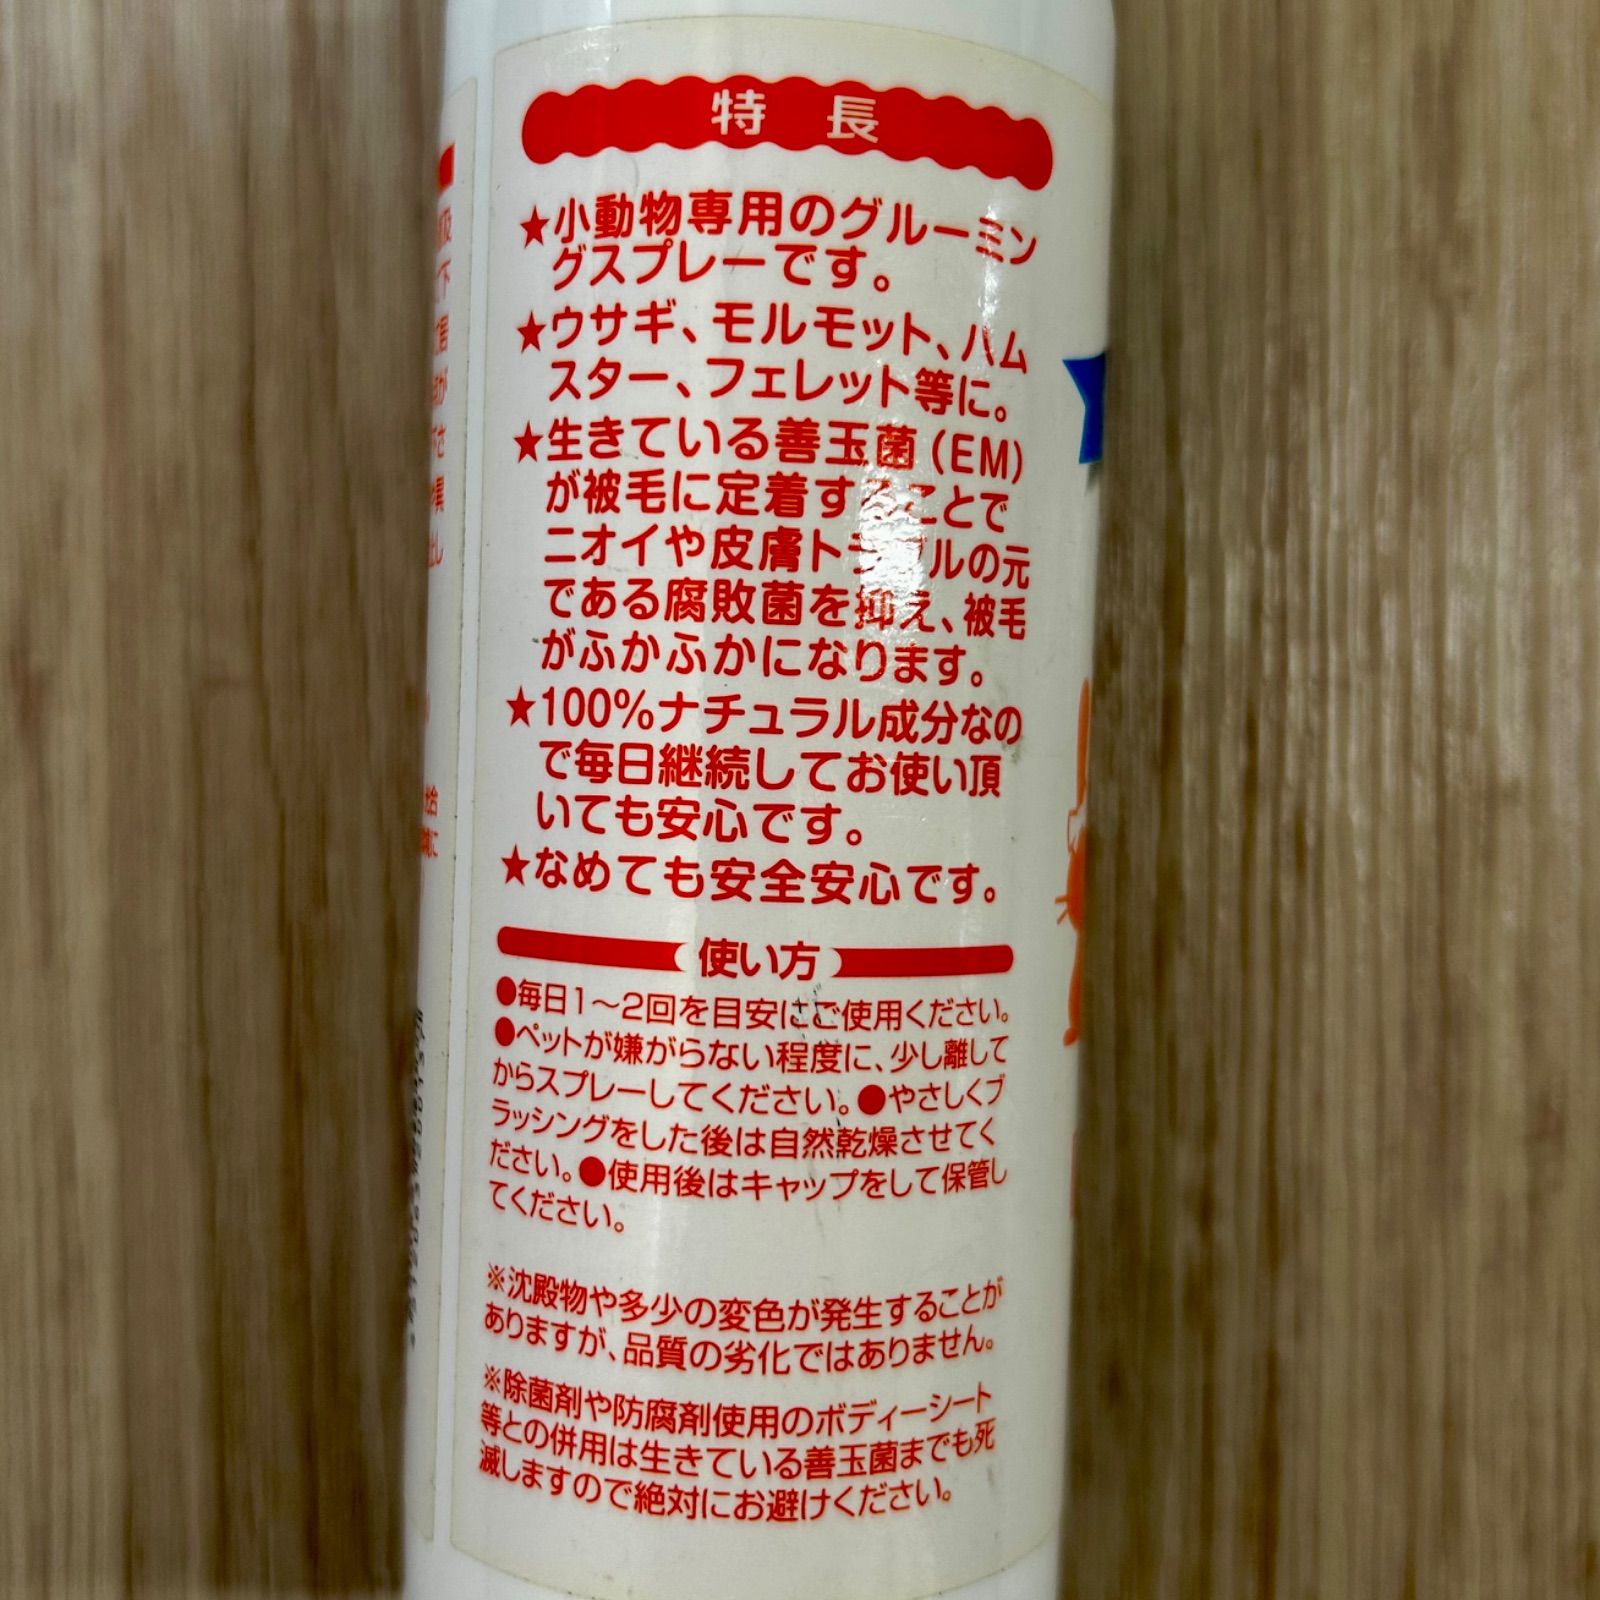 特 長
★小動物専用のグルーミン
グスプレーです。
★ウサギ、モルモット、ハム
スター、フェレット等に。
★生きている善玉菌(EM)
が被毛に定着することで
ニオイや皮膚トラブルの元
である腐敗菌を抑え、被毛
がふかふかになります。
★100%ナチュラル成分なの
で毎日継続してお使い頂
いても安心です。
★なめても安全安心です。
使い方
●毎日1〜2回を目安にご使用ください。
●ペットが嫌がらない程度に、少し離して
からスプレーしてください。●やさしくブ
ラッシングをした後は自然乾燥させてく
ださい。●使用後はキャップをして保管し
てください。
※沈殿物や多少の変色が発生することが
ありますが、品質の劣化ではありません。
※除菌剤や防腐剤使用のボディーシート
等との併用は生きている善玉菌までも死
滅しますので絶対にお避けください。